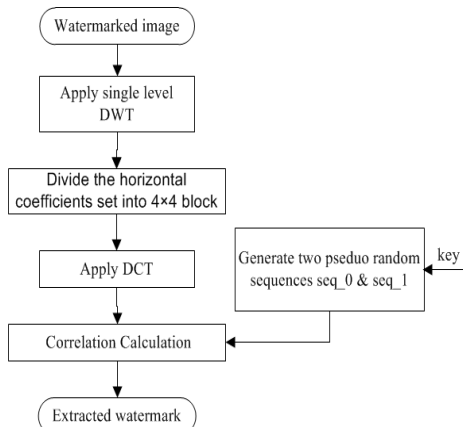 Watermarked image
Apply single level
DWT
Divide the horizontal
coefficients set into 4×4 block
Apply DCT
Generate two pseduo random
sequences seq_0 & seq_1
key
Correlation Calculation
Extracted watermark